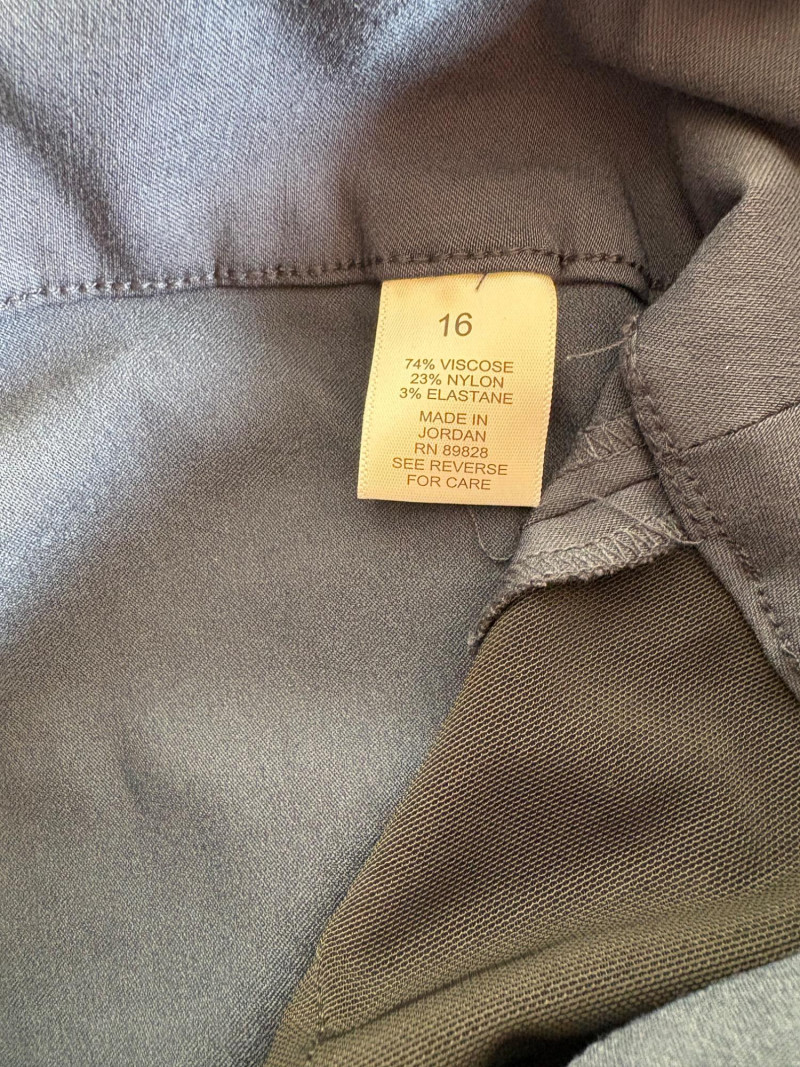 16
74% VISCOSE
23% NYLON
3% ELASTANE
MADE IN
JORDAN
RN 89828
SEE REVERSE
FOR CARE